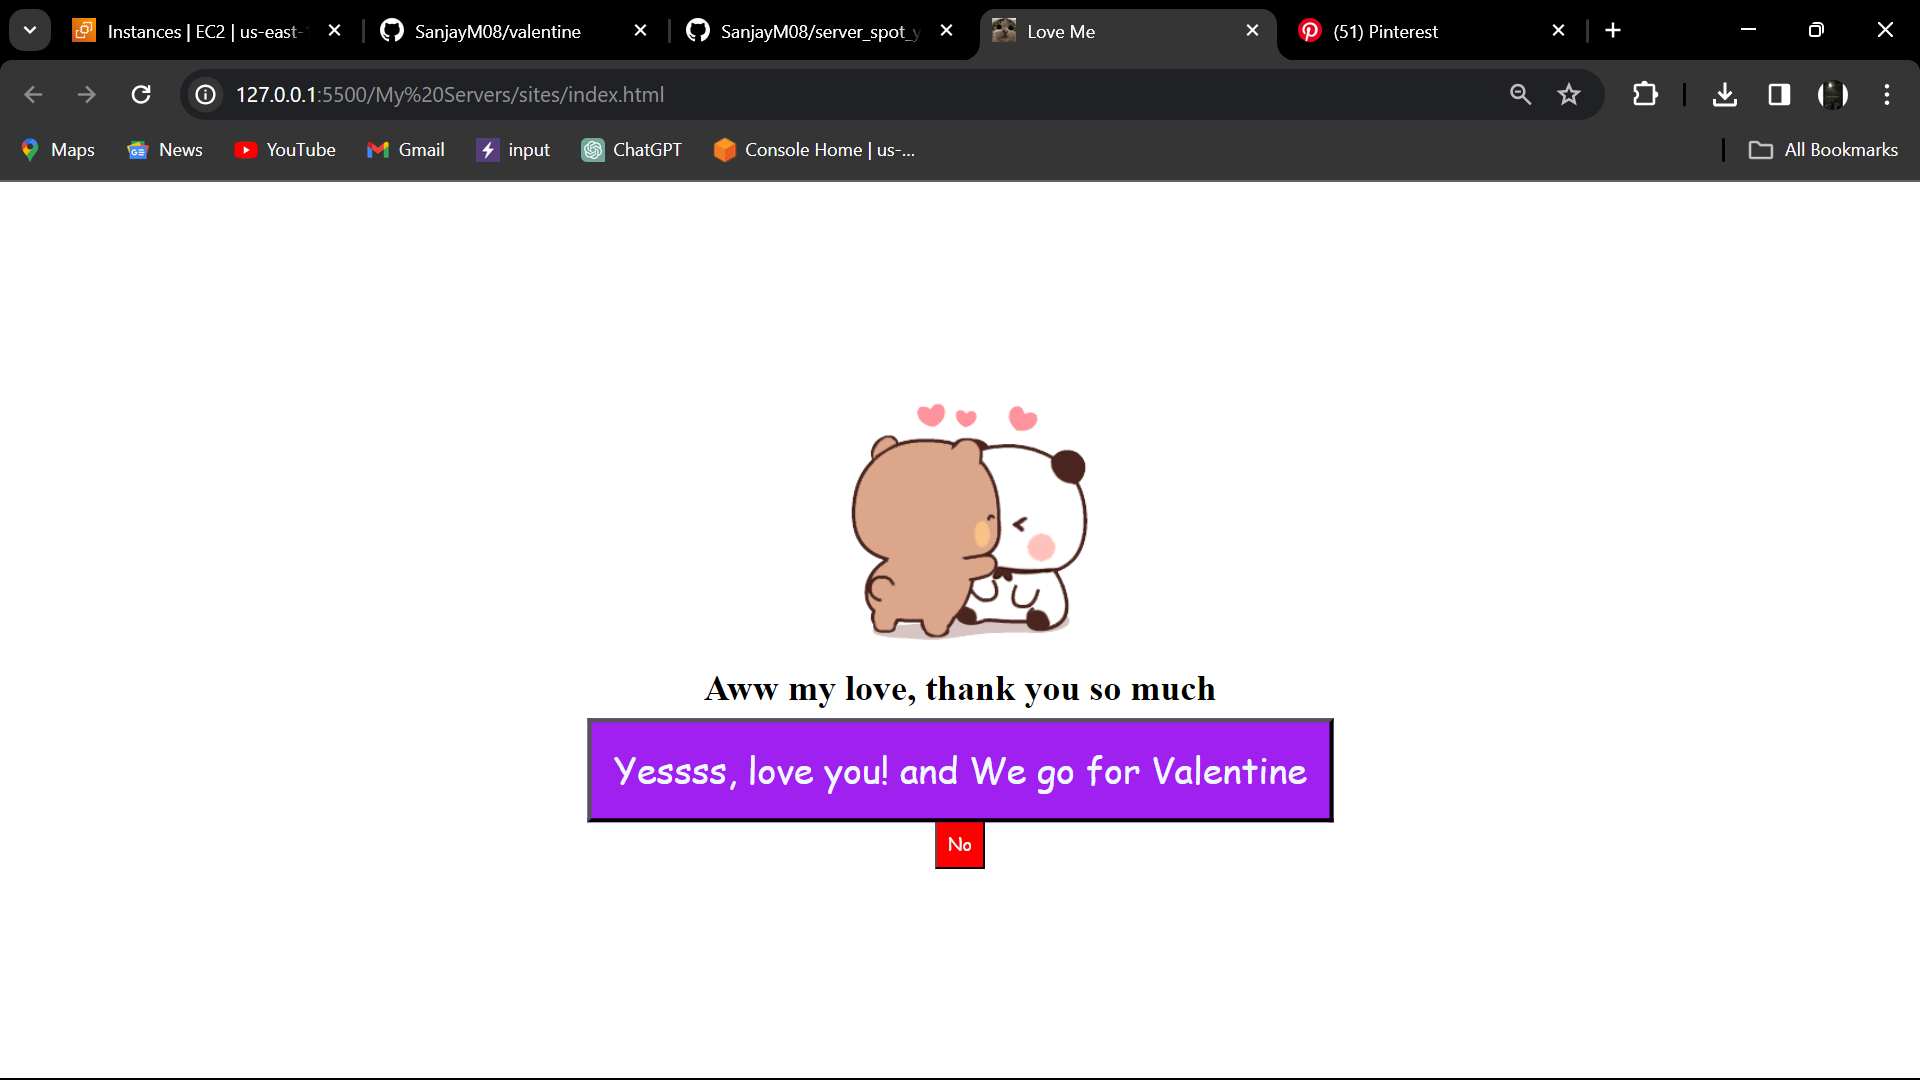 Instances | EC2 | us-east-1
SanjayM08/valentine
SanjayM08/server_spot_y
Love Me
(51) Pinterest
127.0.0.1:5500/My%20Servers/sites/index.html
Maps
News
YouTube
Gmail
input
ChatGPT
Console Home | us-...
All Bookmarks
Aww my love, thank you so much
Yessss, love you! and We go for Valentine
No